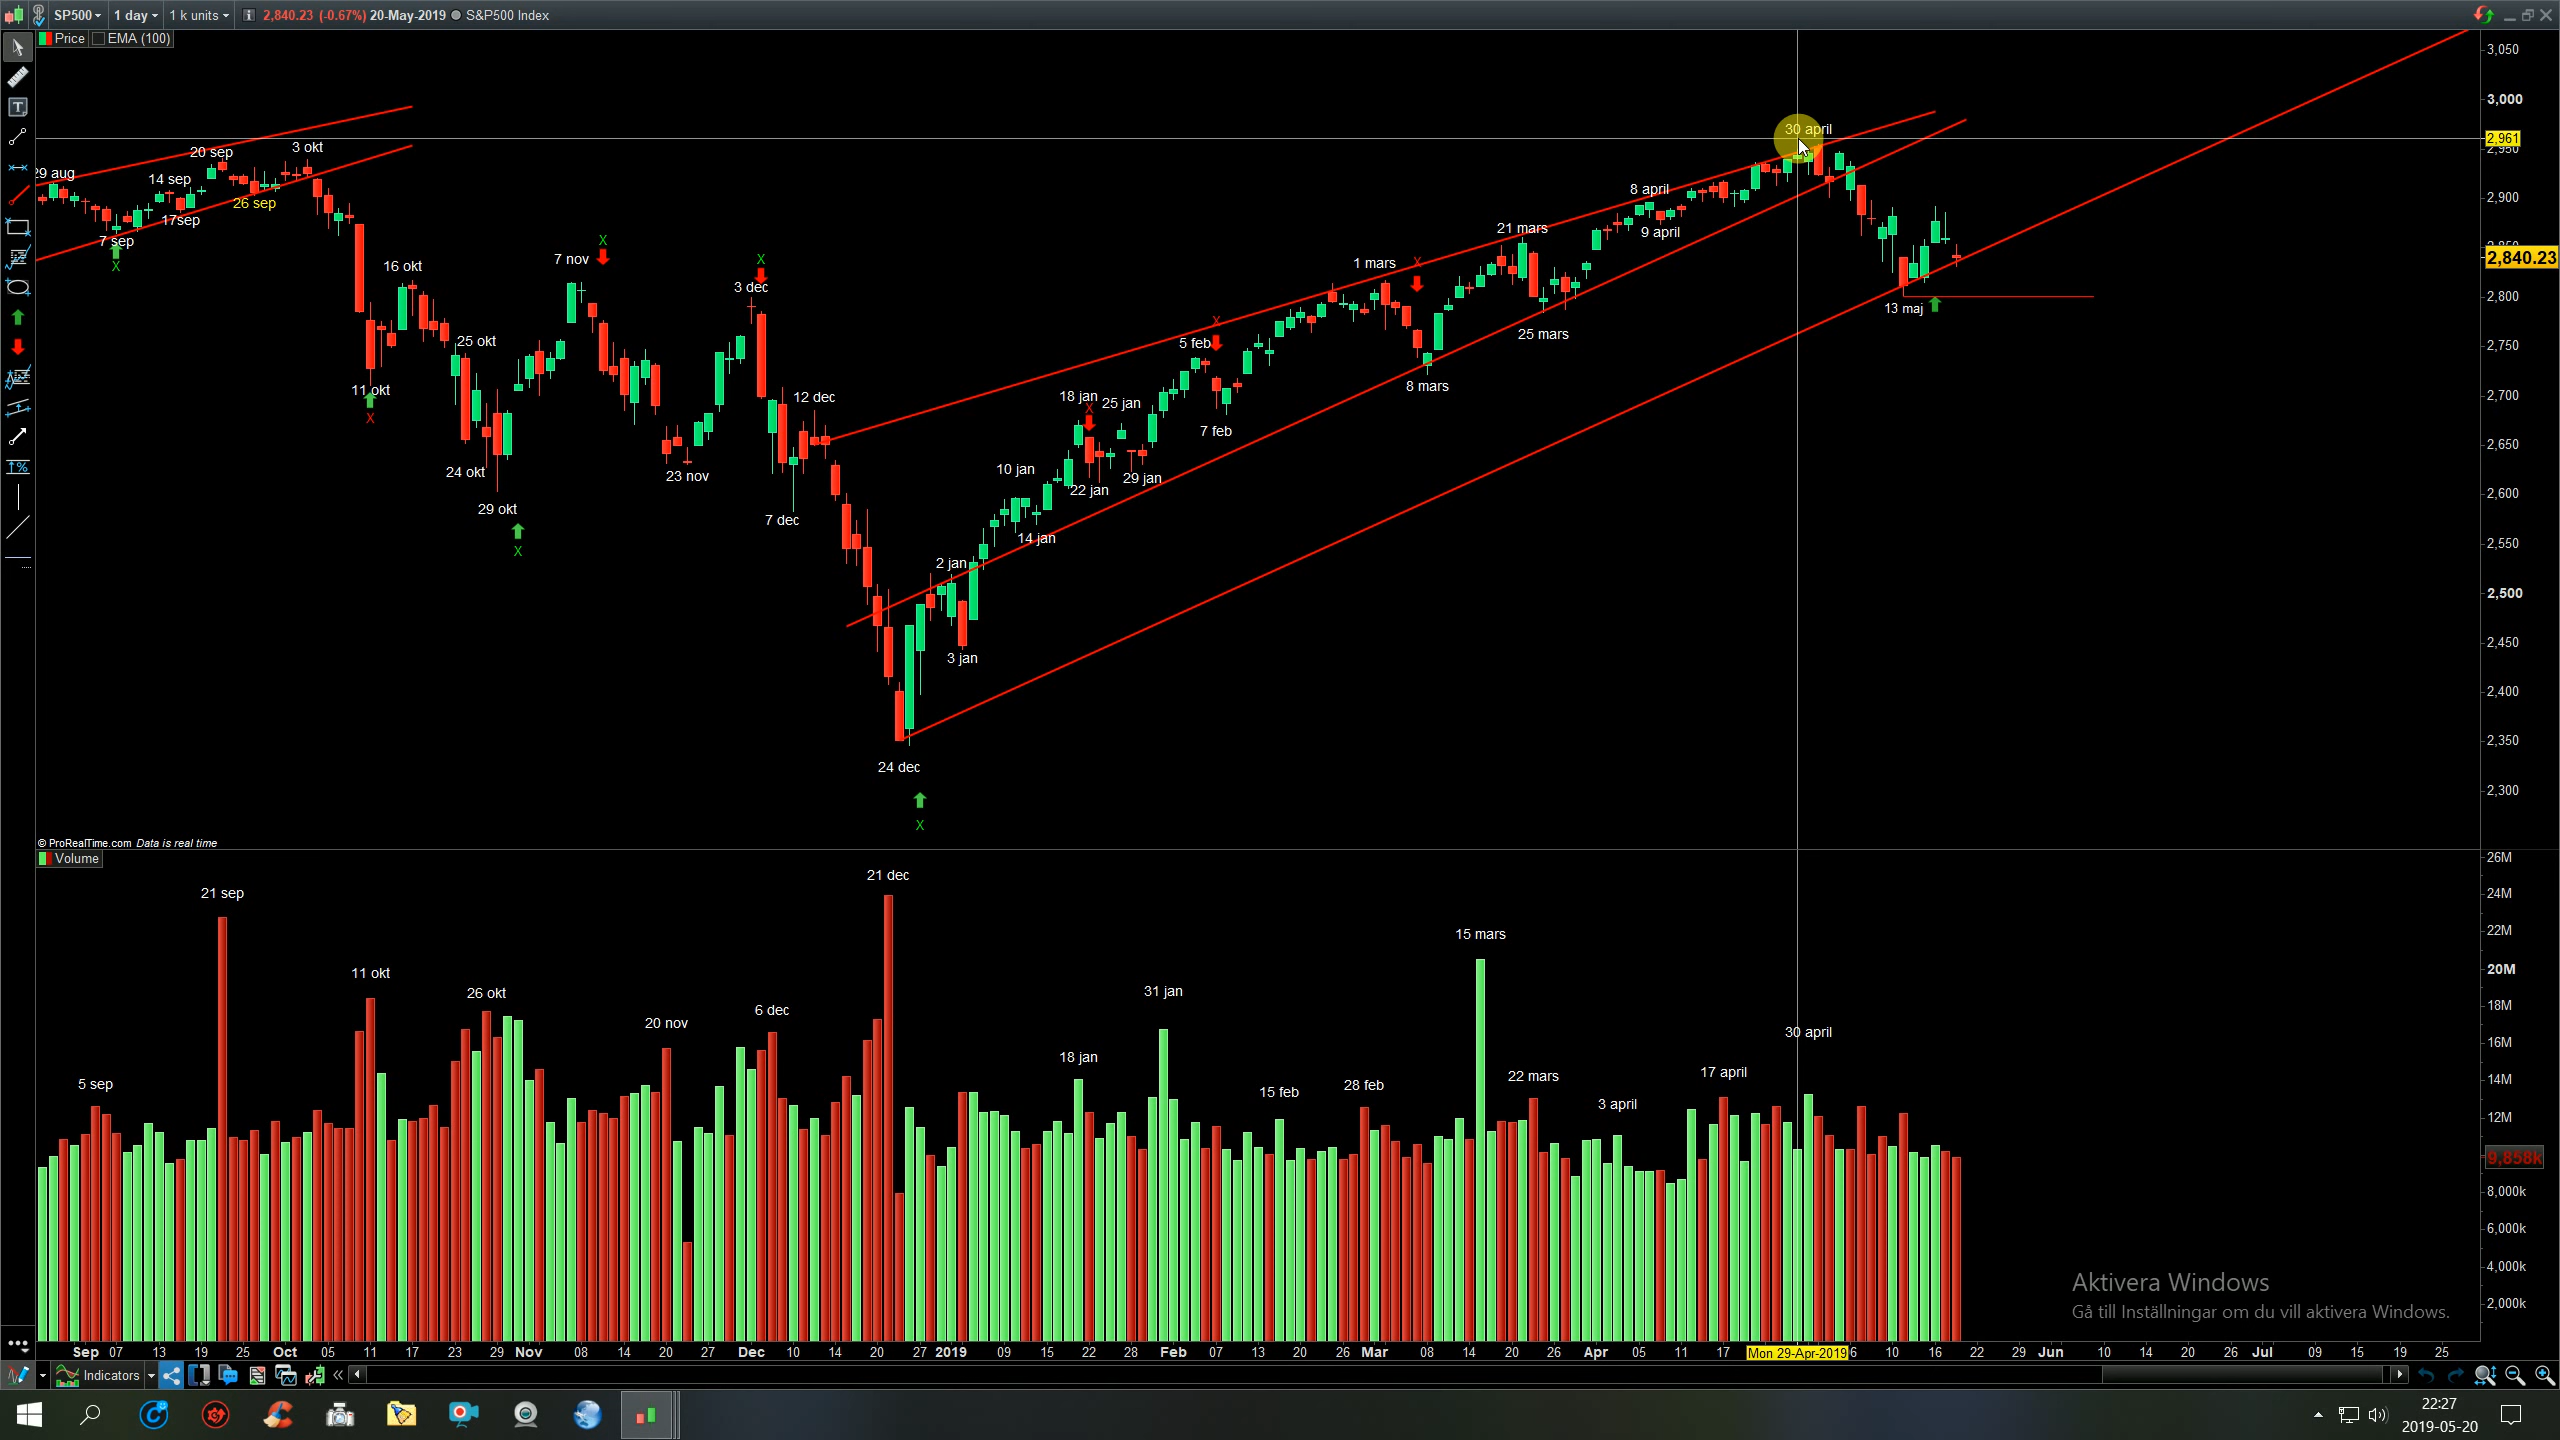 SP500 1 day 1 k units i 2,840.23 (-0.67%) 20-May-2019 S&P500 Index
Price EMA (100)
3,050
3,000
2,961
2,950
2,900
2,840.23
2,800
2,750
2,700
2,650
2,600
2,550
2,500
2,450
2,400
2,350
2,300
29 aug
7 sep
14 sep
17sep
20 sep
26 sep
3 okt
11 okt
16 okt
25 okt
24 okt
29 okt
7 nov
23 nov
3 dec
7 dec
12 dec
24 dec
2 jan
3 jan
10 jan
14 jan
18 jan
22 jan
25 jan
29 jan
5 feb
7 feb
1 mars
8 mars
21 mars
25 mars
8 april
9 april
30 april
13 maj
X
X
X
X
X
X
X
X
X
X
T
%
© ProRealTime.com Data is real time
Volume
26M
24M
22M
20M
18M
16M
14M
12M
9,858k
8,000k
6,000k
4,000k
2,000k
5 sep
21 sep
11 okt
26 okt
20 nov
6 dec
21 dec
18 jan
31 jan
15 feb
28 feb
15 mars
22 mars
3 april
17 april
30 april
Aktivera Windows
Gå till Inställningar om du vill aktivera Windows.
Sep 07 13 19 25 Oct 05 11 17 23 29 Nov 08 14 20 27 Dec 10 14 20 27 2019 09 15 22 28 Feb 07 13 20 26 Mar 08 14 20 26 Apr 05 11 17 Mon 29-Apr-2019 6 10 16 22 29 Jun 10 14 20 26 Jul 09 15 19 25
Indicators
22:27
2019-05-20